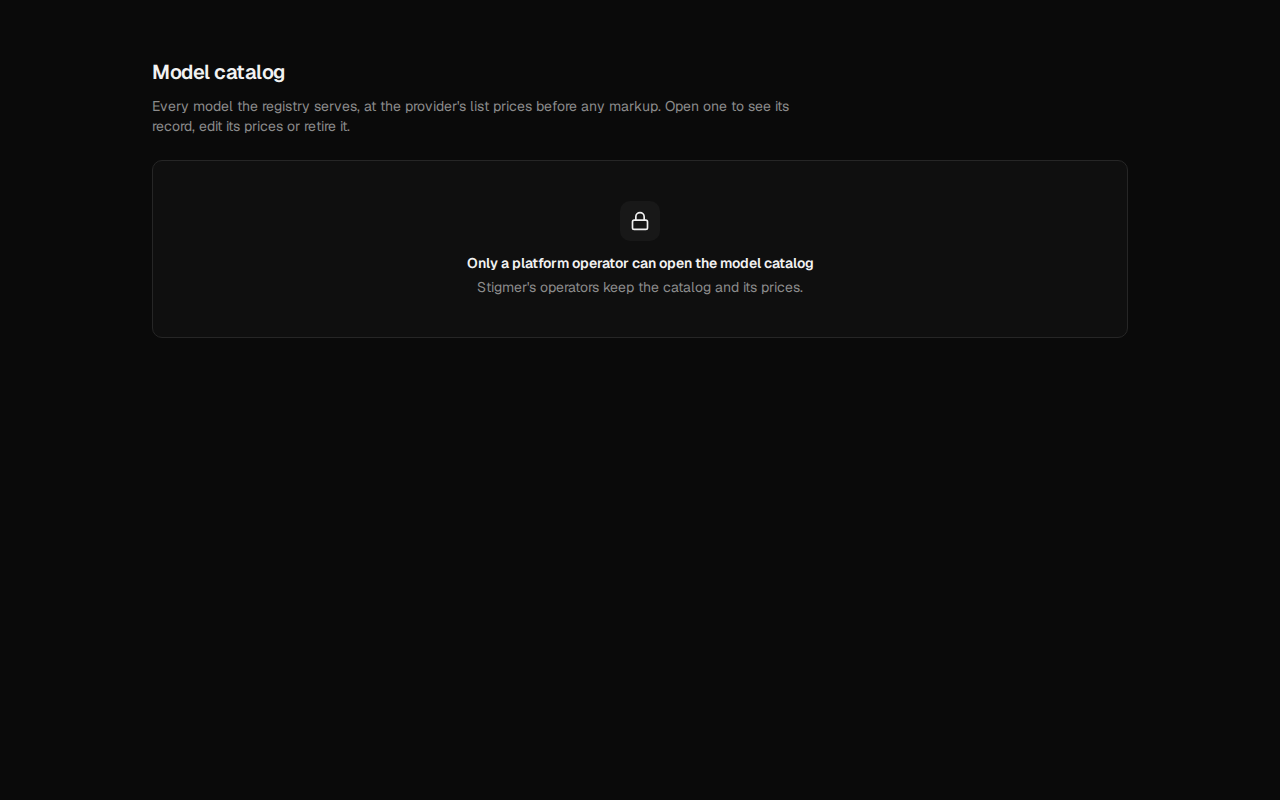 Model catalog
Every model the registry serves, at the provider's list prices before any markup. Open one to see its
record, edit its prices or retire it.
Only a platform operator can open the model catalog
Stigmer's operators keep the catalog and its prices.